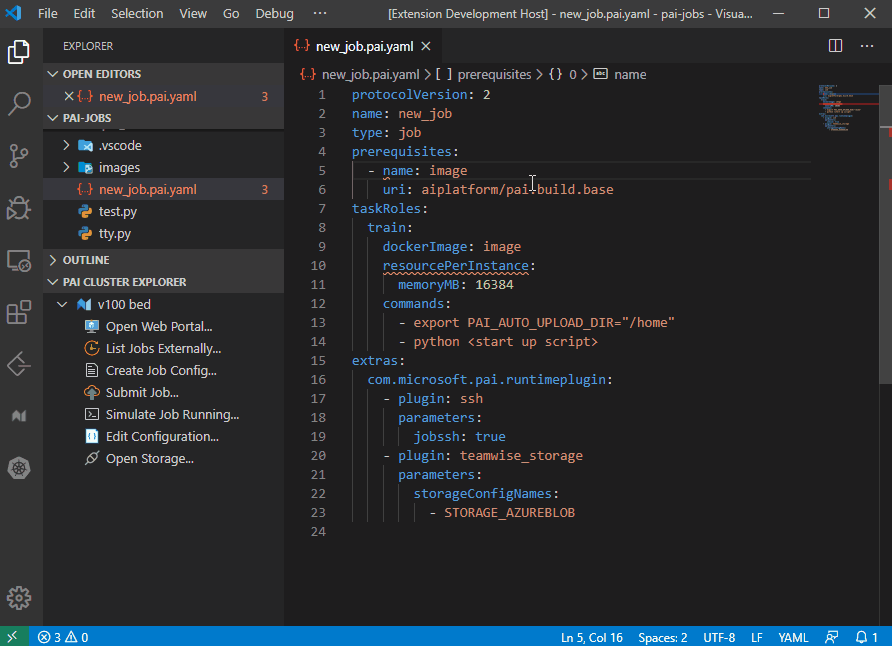 File Edit Selection View Go Debug ··· [Extension Development Host] - new_job.pai.yaml - pai-jobs - Visua...
EXPLORER
OPEN EDITORS
{..} new_job.pai.yaml 3
PAI-JOBS
.vscode
images
{..} new_job.pai.yaml 3
test.py
tty.py
OUTLINE
PAI CLUSTER EXPLORER
v100 bed
Open Web Portal...
List Jobs Externally...
Create Job Config...
Submit Job...
Simulate Job Running...
Edit Configuration...
Open Storage...
{..} new_job.pai.yaml
{..} new_job.pai.yaml > [ ] prerequisites > {} 0 > abc name
1 protocolVersion: 2
2 name: new_job
3 type: job
4 prerequisites:
5 - name: image
6 uri: aiplatform/pai-build.base
7 taskRoles:
8 train:
9 dockerImage: image
10 resourcePerInstance:
11 memoryMB: 16384
12 commands:
13 - export PAI_AUTO_UPLOAD_DIR="/home"
14 - python <start up script>
15 extras:
16 com.microsoft.pai.runtimeplugin:
17 - plugin: ssh
18 parameters:
19 jobssh: true
20 - plugin: teamwise_storage
21 parameters:
22 storageConfigNames:
23 - STORAGE_AZUREBLOB
24
3 0 Ln 5, Col 16 Spaces: 2 UTF-8 LF YAML 1